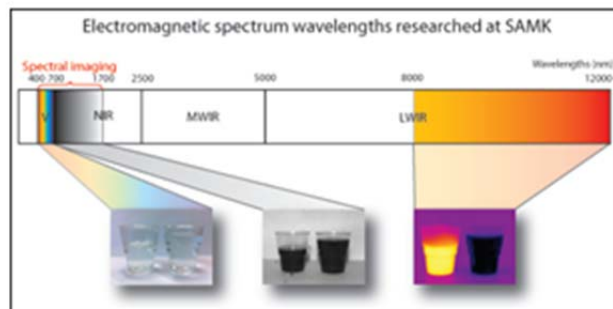 Electromagnetic spectrum wavelengths researched at SAMK
Spectral imaging
Wavelengths (nm)
400 700 1700 2500 5000 8000 12000
V NIR MWIR LWIR